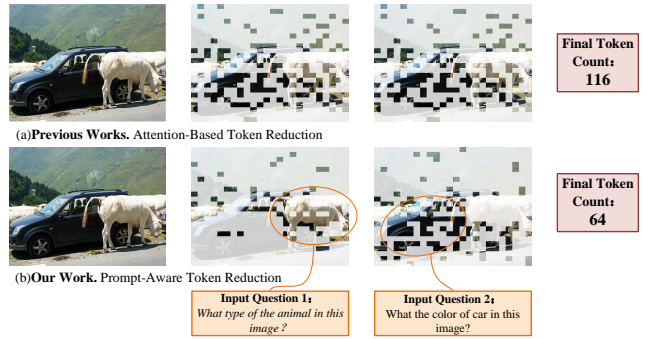 Final Token
Count：
116
(a)Previous Works. Attention-Based Token Reduction
Final Token
Count：
64
(b)Our Work. Prompt-Aware Token Reduction
Input Question 1：
What type of the animal in this
image ?
Input Question 2：
What the color of car in this
image?